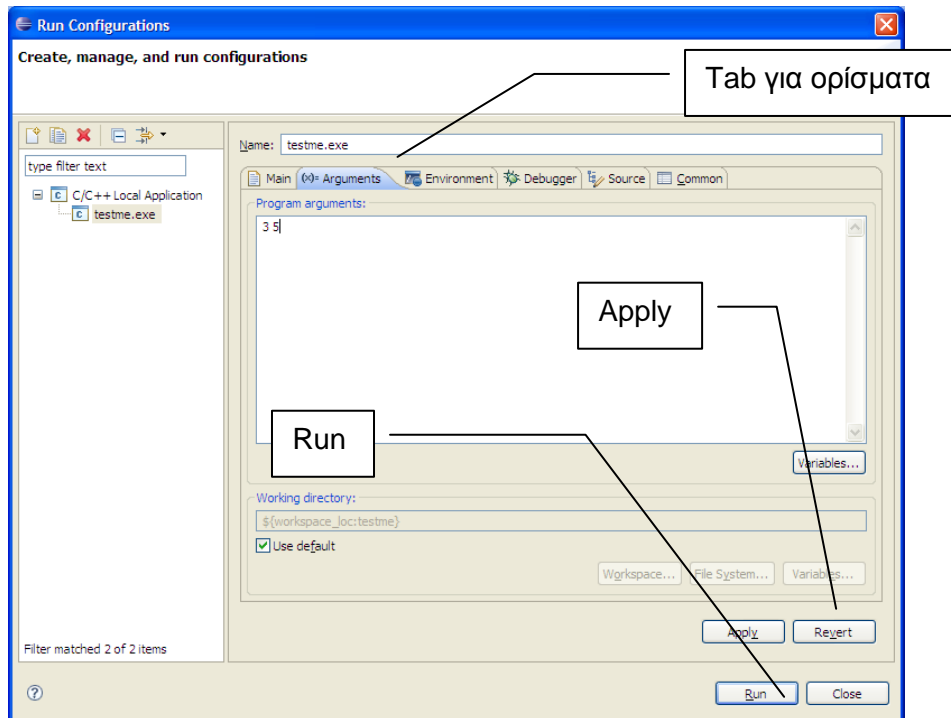 Run Configurations
Create, manage, and run configurations
Tab για ορίσματα
Name: testme.exe
type filter text
Main (x)= Arguments Environment Debugger Source Common
C/C++ Local Application
testme.exe
Program arguments:
3 5
Apply
Run
Variables...
Working directory:
${workspace_loc:testme}
Use default
Workspace... File System... Variables...
Apply Revert
Filter matched 2 of 2 items
Run Close